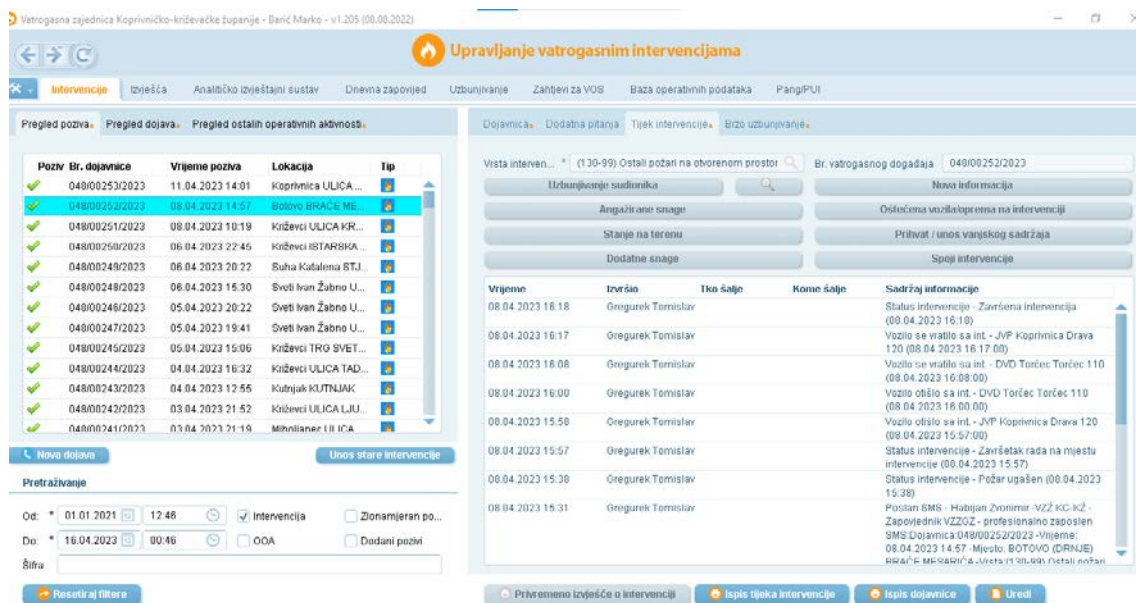 Vatrogasna zajednica Koprivničko-križevačke županije - Barić Marko - v1.205 (08.08.2022)
Upravljanje vatrogasnim intervencijama
Intervencije Izvješća Analitičko izvještajni sustav Dnevna zapovijed Uzbunjivanje Zahtjevi za VOS Baza operativnih podataka Pang/PUI
Pregled poziva Pregled dojava Pregled ostalih operativnih aktivnosti
Poziv Br. dojavnice Vrijeme poziva Lokacija Tip
048/00253/2023 11.04.2023 14:01 Koprivnica ULICA ...
048/00252/2023 08.04.2023 14:57 Botovo BRAĆE ME...
048/00251/2023 08.04.2023 10:19 Križevci ULICA KR...
048/00250/2023 06.04.2023 22:45 Križevci ISTARSKA ...
048/00249/2023 06.04.2023 20:22 Suha Katalena STJ...
048/00248/2023 06.04.2023 15:30 Sveti Ivan Žabno U...
048/00246/2023 05.04.2023 20:22 Sveti Ivan Žabno U...
048/00247/2023 05.04.2023 19:41 Sveti Ivan Žabno U...
048/00245/2023 05.04.2023 15:06 Križevci TRG SVET...
048/00244/2023 04.04.2023 16:32 Križevci ULICA TAD...
048/00243/2023 04.04.2023 12:55 Kutnjak KUTNJAK
048/00242/2023 03.04.2023 21:52 Križevci ULICA LJU...
048/00241/2023 03.04.2023 21:19 Miholjanec ULICA
Nova dojava Unos stare intervencije
Pretraživanje
Od: * 01.01.2021 12:46 Intervencija Zlonamjeran po...
Do: * 16.04.2023 00:46 OOA Dodani pozivi
Šifra
Resetiraj filtere
Dojavnica Dodatna pitanja Tijek intervencije Brzo uzbunjivanje
Vrsta interven... * (130-99) Ostali požari na otvorenom prostor Br. vatrogasnog događaja 048/00252/2023
Uzbunjivanje sudionika Nova informacija
Angažirane snage Oštećena vozila/oprema na intervenciji
Stanje na terenu Prihvat / unos vanjskog sadržaja
Dodatne snage Spoji intervencije
Vrijeme Izvršio Tko šalje Kome šalje Sadržaj informacije
08.04.2023 16:18 Gregurek Tomislav Status intervencije - Završena intervencija
(08.04.2023 16:18)
08.04.2023 16:17 Gregurek Tomislav Vozilo se vratilo sa int. - JVP Koprivnica Drava
120 (08.04.2023 16:17:00)
08.04.2023 16:08 Gregurek Tomislav Vozilo se vratilo sa int. - DVD Torčec Torčec 110
(08.04.2023 16:08:00)
08.04.2023 16:00 Gregurek Tomislav Vozilo otišlo sa int. - DVD Torčec Torčec 110
(08.04.2023 16:00:00)
08.04.2023 15:58 Gregurek Tomislav Vozilo otišlo sa int. - JVP Koprivnica Drava 120
(08.04.2023 15:57:00)
08.04.2023 15:57 Gregurek Tomislav Status intervencije - Završetak rada na mjestu
intervencije (08.04.2023 15:57)
08.04.2023 15:38 Gregurek Tomislav Status intervencije - Požar ugašen (08.04.2023
15:38)
08.04.2023 15:31 Gregurek Tomislav Poslan SMS - Habijan Zvonimir -VZŽ KC-KŽ -
Zapovjednik VZZGZ - profesionalno zaposlen
SMS:Dojavnica:048/00252/2023 -Vrijeme:
08.04.2023 14:57 -Mjesto: BOTOVO (DRNJE)
BRAĆE MESARIĆA -Vrsta:(130-99) Ostali požari
Privremeno izvješće o intervenciji Ispis tijeka intervencije Ispis dojavnice Uredi